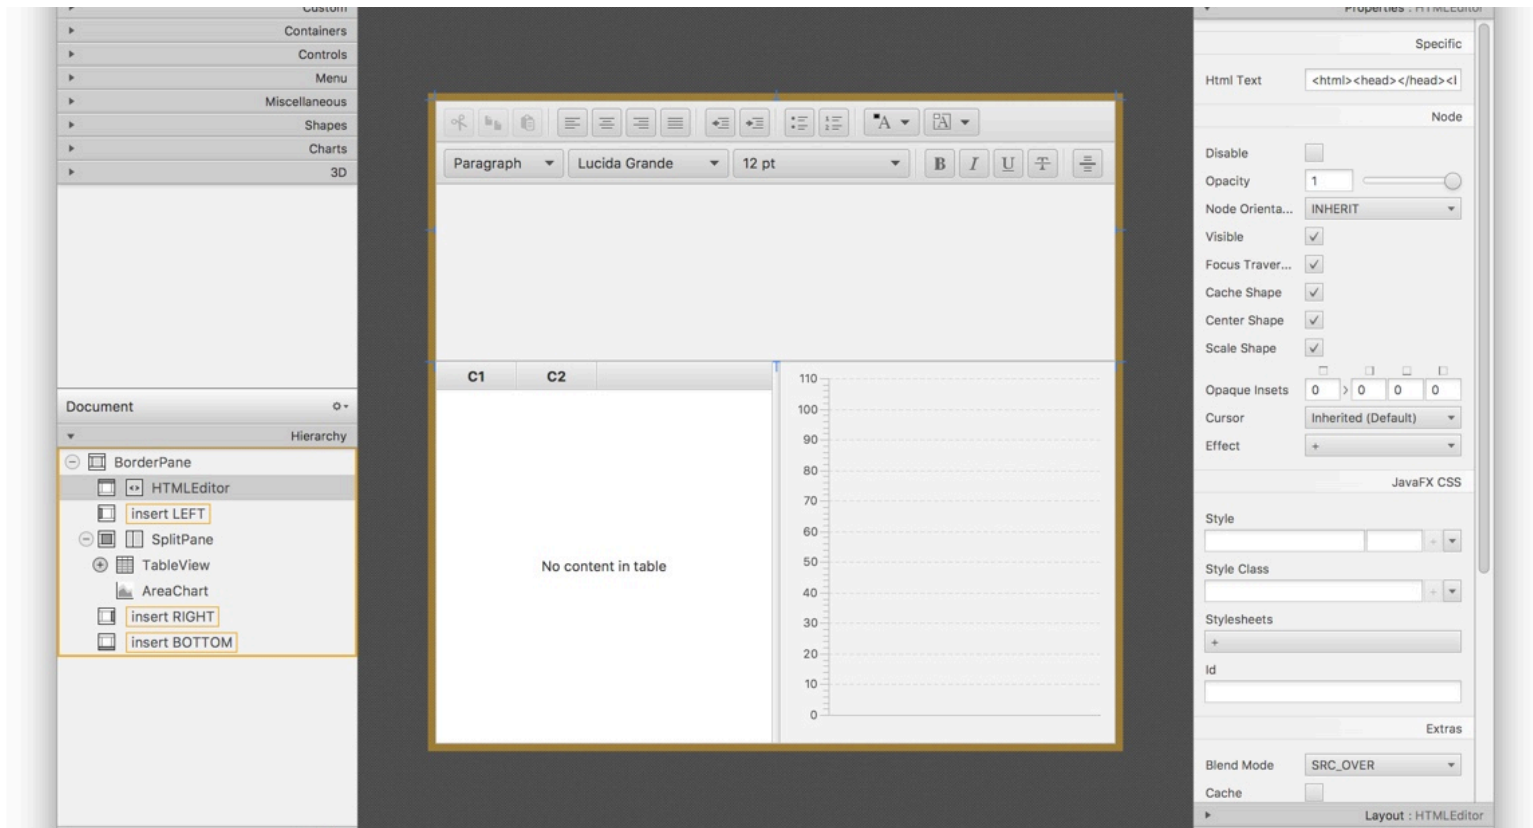 Custom
Containers
Controls
Menu
Miscellaneous
Shapes
Charts
3D
Document
Hierarchy
BorderPane
HTMLEditor
insert LEFT
SplitPane
TableView
AreaChart
insert RIGHT
insert BOTTOM
A A
Paragraph Lucida Grande 12 pt B I U T
C1 C2
No content in table
110
100
90
80
70
60
50
40
30
20
10
0
Properties : HTMLEditor
Specific
Html Text <html><head></head><
Node
Disable
Opacity 1
Node Orienta... INHERIT
Visible
Focus Traver...
Cache Shape
Center Shape
Scale Shape
Opaque Insets 0 > 0 0 0
Cursor Inherited (Default)
Effect +
JavaFX CSS
Style
+
Style Class
+
Stylesheets
+
Id
Extras
Blend Mode SRC_OVER
Cache
Layout : HTMLEditor